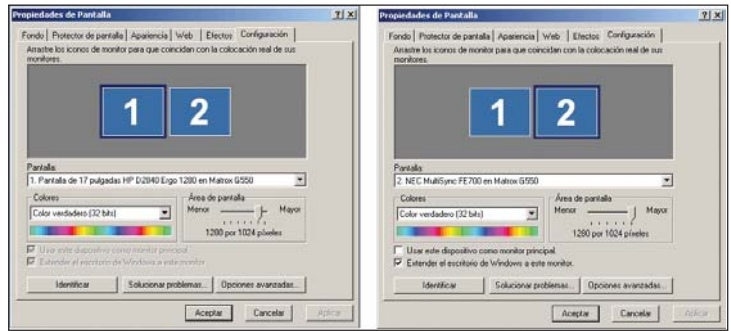 Propiedades de Pantalla
Fondo Protector de pantalla Apariencia Web Efectos Configuración
Arrastre los iconos de monitor para que coincidan con la colocación real de sus
monitores.
1 2
Pantalla:
1. Pantalla de 17 pulgadas HP D2840 Ergo 1280 en Matrox G550
Colores
Color verdadero (32 bits)
Área de pantalla
Menor Mayor
1280 por 1024 píxeles
Usar este dispositivo como monitor principal.
Extender el escritorio de Windows a este monitor.
Identificar Solucionar problemas... Opciones avanzadas...
Aceptar Cancelar Aplicar
Propiedades de Pantalla
Fondo Protector de pantalla Apariencia Web Efectos Configuración
Arrastre los iconos de monitor para que coincidan con la colocación real de sus
monitores.
1 2
Pantalla:
2. NEC MultiSync FE700 en Matrox G550
Colores
Color verdadero (32 bits)
Área de pantalla
Menor Mayor
1280 por 1024 píxeles
Usar este dispositivo como monitor principal.
Extender el escritorio de Windows a este monitor.
Identificar Solucionar problemas... Opciones avanzadas...
Aceptar Cancelar Aplicar